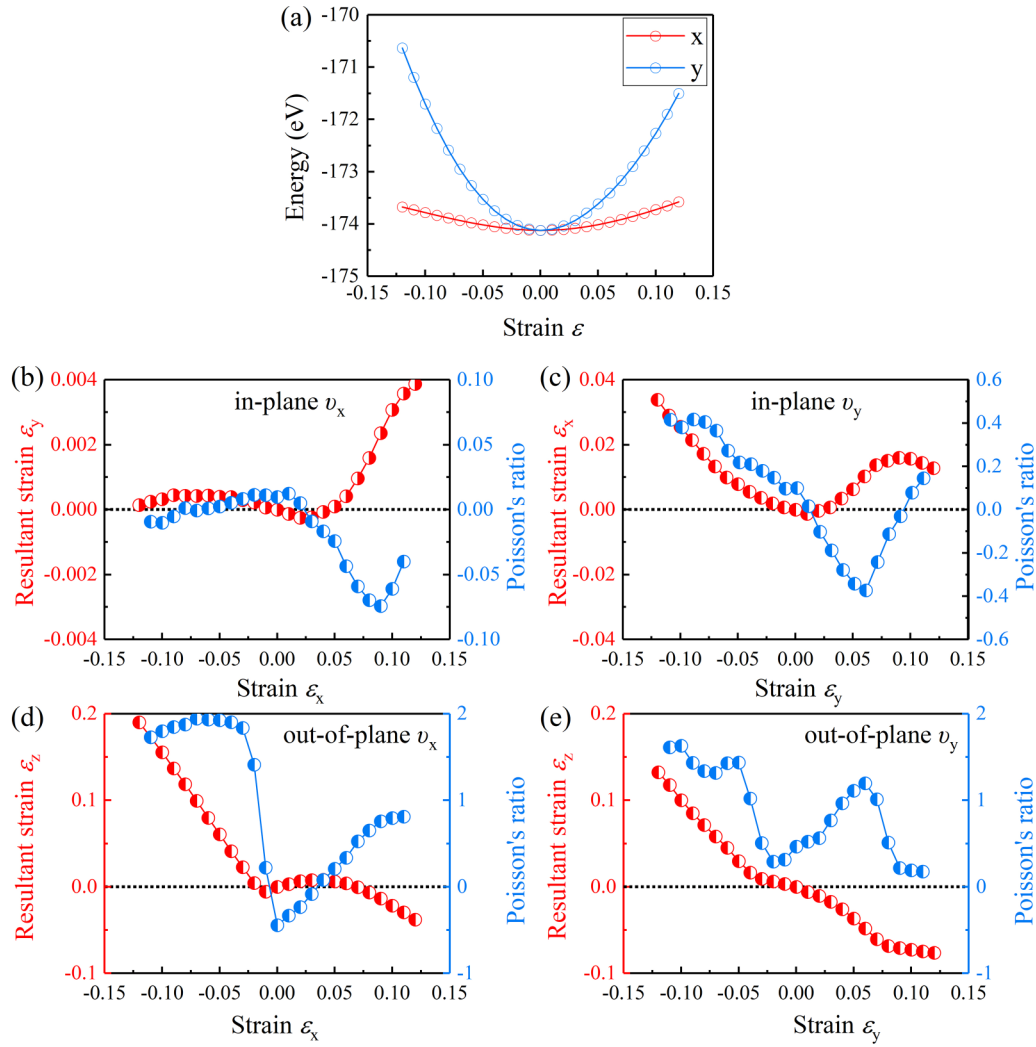 (a)
-170
-171
-172
-173
-174
-175
Energy (eV)
x
y
-0.15 -0.10 -0.05 0.00 0.05 0.10 0.15
Strain ε
(b)
in-plane υx
0.004
0.002
0.000
-0.002
-0.004
Resultant strain εy
0.10
0.05
0.00
-0.05
-0.10
Poisson's ratio
-0.15 -0.10 -0.05 0.00 0.05 0.10 0.15
Strain εx
(c)
in-plane υy
0.04
0.02
0.00
-0.02
-0.04
Resultant strain εx
0.6
0.4
0.2
0.0
-0.2
-0.4
-0.6
Poisson's ratio
-0.15 -0.10 -0.05 0.00 0.05 0.10 0.15
Strain εy
(d)
out-of-plane υx
0.2
0.1
0.0
-0.1
Resultant strain εz
2
1
0
-1
Poisson's ratio
-0.15 -0.10 -0.05 0.00 0.05 0.10 0.15
Strain εx
(e)
out-of-plane υy
0.2
0.1
0.0
-0.1
Resultant strain εz
2
1
0
-1
Poisson's ratio
-0.15 -0.10 -0.05 0.00 0.05 0.10 0.15
Strain εy